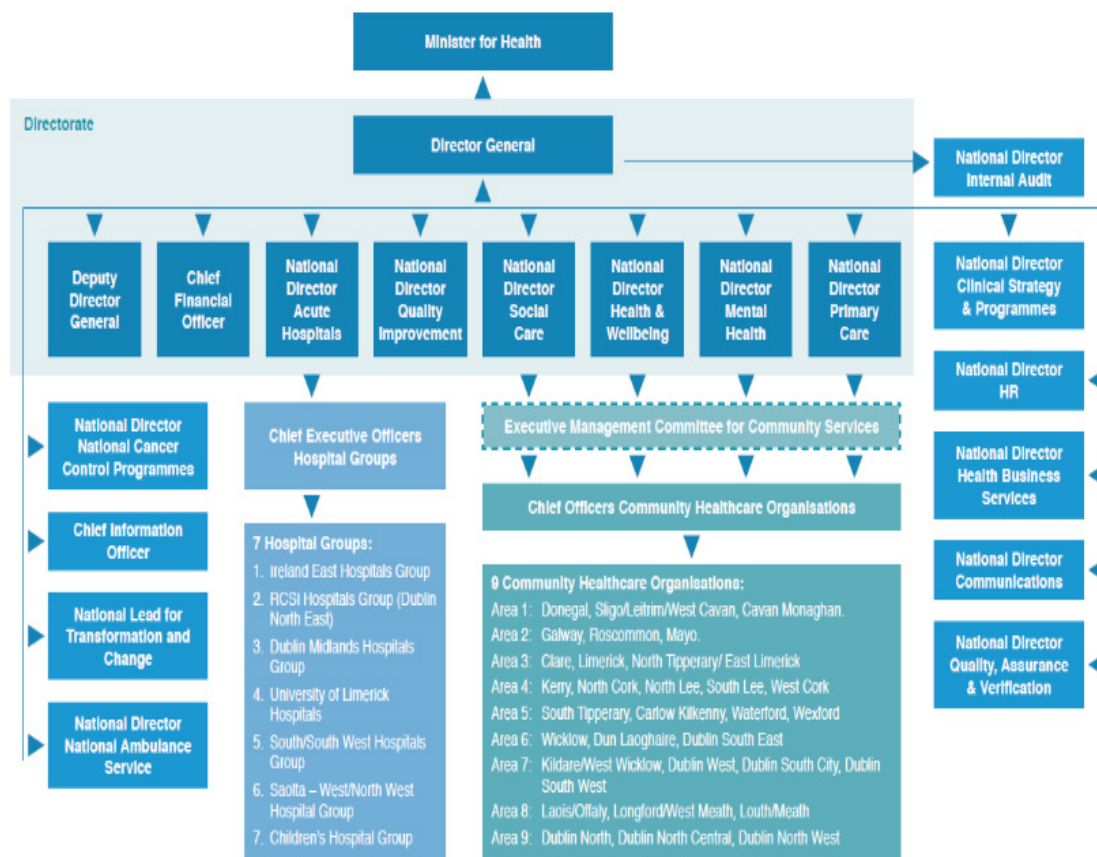 Minister for Health
Directorate
Director General
National Director
Internal Audit
Deputy
Director
General
Chief
Financial
Officer
National
Director
Acute
Hospitals
National
Director
Quality
Improvement
National
Director
Social
Care
National
Director
Health &
Wellbeing
National
Director
Mental
Health
National
Director
Primary
Care
National Director
Clinical Strategy
& Programmes
National Director
HR
National Director
Health Business
Services
National Director
Communications
National Director
Quality, Assurance
& Verification
National Director
National Cancer
Control Programmes
Chief Information
Officer
National Lead for
Transformation and
Change
National Director
National Ambulance
Service
Chief Executive Officers
Hospital Groups
7 Hospital Groups:
1. Ireland East Hospitals Group
2. RCSI Hospitals Group (Dublin
North East)
3. Dublin Midlands Hospitals
Group
4. University of Limerick
Hospitals
5. South/South West Hospitals
Group
6. Saolta – West/North West
Hospital Group
7. Children's Hospital Group
Executive Management Committee for Community Services
Chief Officers Community Healthcare Organisations
9 Community Healthcare Organisations:
Area 1: Donegal, Sligo/Leitrim/West Cavan, Cavan Monaghan.
Area 2: Galway, Roscommon, Mayo.
Area 3: Clare, Limerick, North Tipperary/ East Limerick
Area 4: Kerry, North Cork, North Lee, South Lee, West Cork
Area 5: South Tipperary, Carlow Kilkenny, Waterford, Wexford
Area 6: Wicklow, Dun Laoghaire, Dublin South East
Area 7: Kildare/West Wicklow, Dublin West, Dublin South City, Dublin
South West
Area 8: Laois/Offaly, Longford/West Meath, Louth/Meath
Area 9: Dublin North, Dublin North Central, Dublin North West